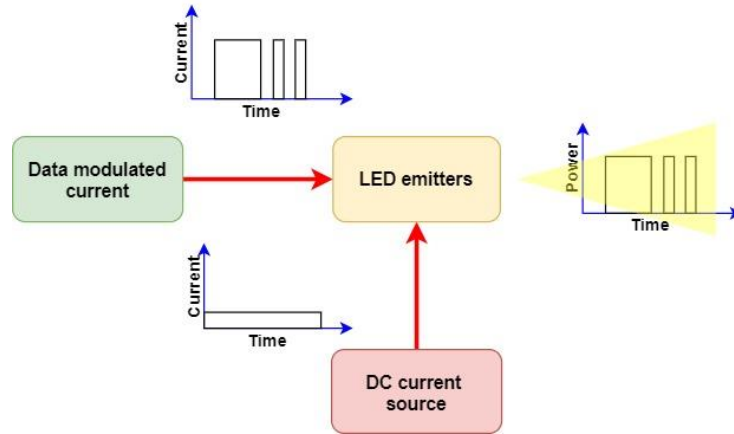 Current
Time
Data modulated
current
LED emitters
Power
Time
Current
Time
DC current
source